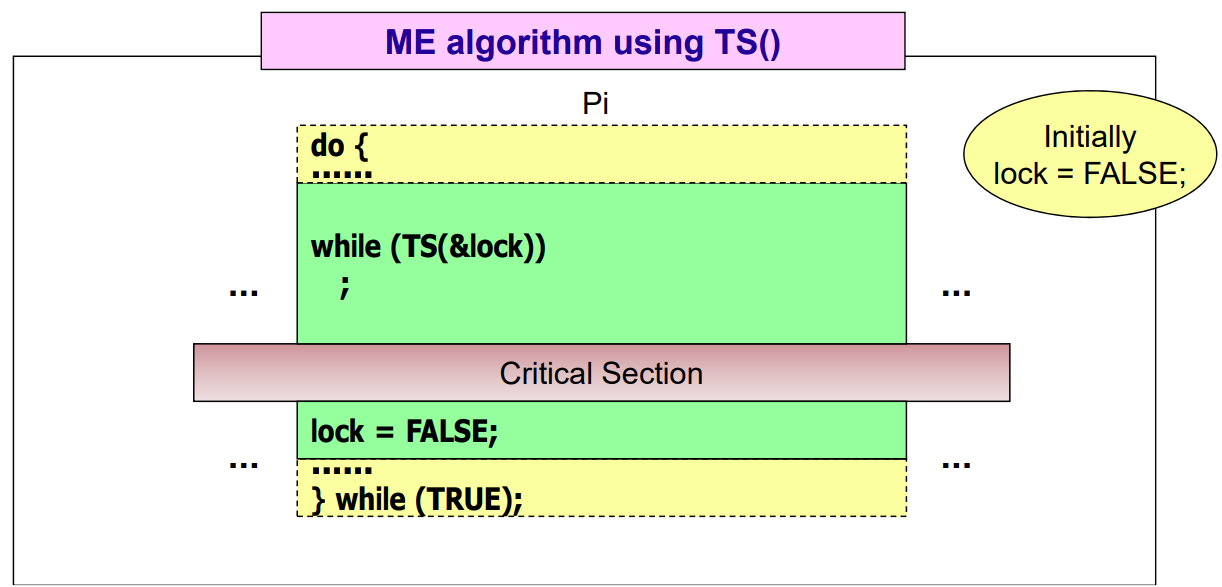 ME algorithm using TS()
Pi
Initially
lock = FALSE;
do {
......
while (TS(&lock))
;
...
...
Critical Section
lock = FALSE;
...
...
......
} while (TRUE);